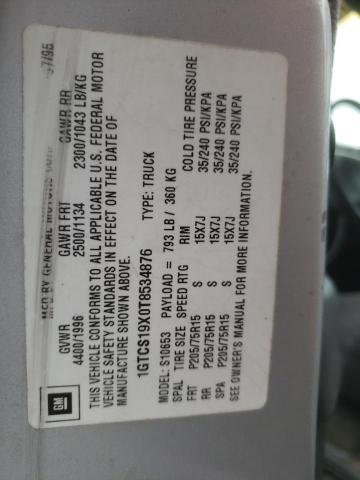 GM
MFD BY GENERAL MOTORS CORP 7/96
GVWR GAWR FRT GAWR RR
4400/1996 2500/1134 2300/1043 LB/KG
THIS VEHICLE CONFORMS TO ALL APPLICABLE U.S. FEDERAL MOTOR
VEHICLE SAFETY STANDARDS IN EFFECT ON THE DATE OF
MANUFACTURE SHOWN ABOVE.
1GTCS19X0T8534876 TYPE: TRUCK
MODEL: S10653 PAYLOAD = 793 LB / 360 KG
SPAL TIRE SIZE SPEED RTG RIM COLD TIRE PRESSURE
FRT P205/75R15 S 15X7J 35/240 PSI/KPA
RR P205/75R15 S 15X7J 35/240 PSI/KPA
SPA P205/75R15 S 15X7J 35/240 PSI/KPA
SEE OWNER'S MANUAL FOR MORE INFORMATION.